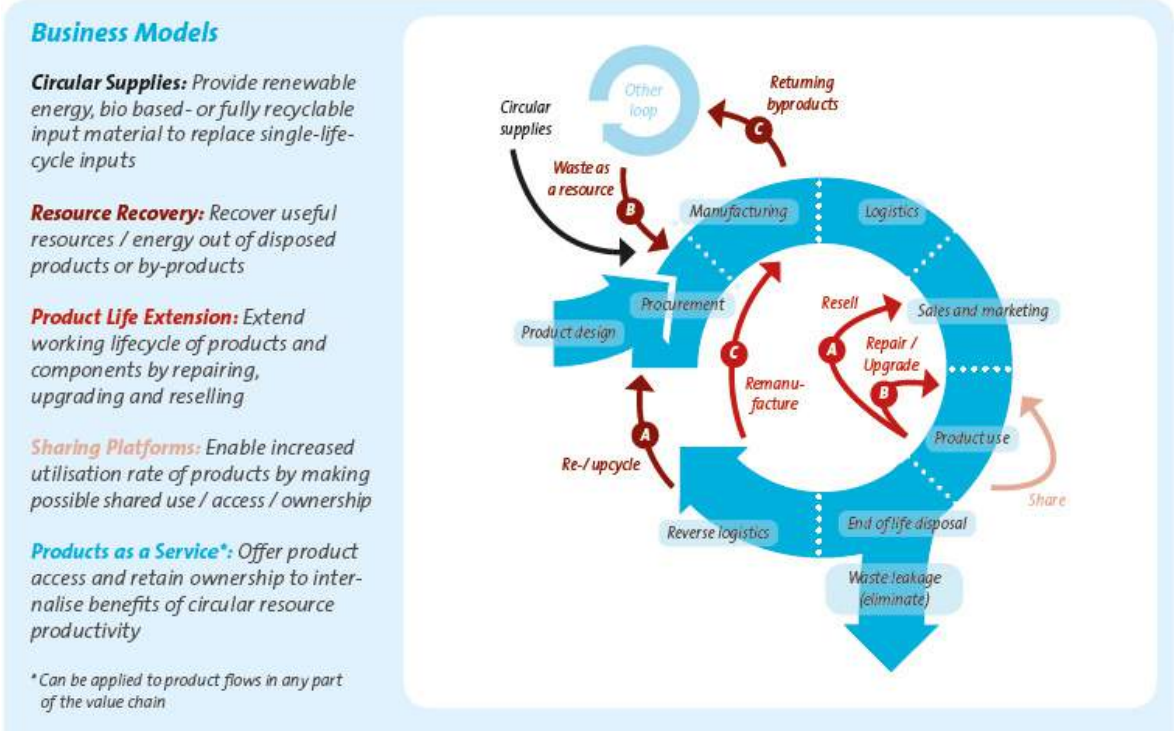 Business Models
Circular Supplies: Provide renewable
energy, bio based- or fully recyclable
input material to replace single-life-
cycle inputs
Resource Recovery: Recover useful
resources / energy out of disposed
products or by-products
Product Life Extension: Extend
working lifecycle of products and
components by repairing,
upgrading and reselling
Sharing Platforms: Enable increased
utilisation rate of products by making
possible shared use / access / ownership
Products as a Service*: Offer product
access and retain ownership to inter-
nalise benefits of circular resource
productivity
* Can be applied to product flows in any part
of the value chain
Other
loop
Returning
byproducts
C
Circular
supplies
Waste as
a resource
B
Manufacturing
Logistics
Procurement
Product design
Resell
Sales and marketing
A
Repair /
Upgrade
B
C
Remanu-
facture
A
Re-/ upcycle
Product use
Share
Reverse logistics
End of life disposal
Waste leakage
(eliminate)